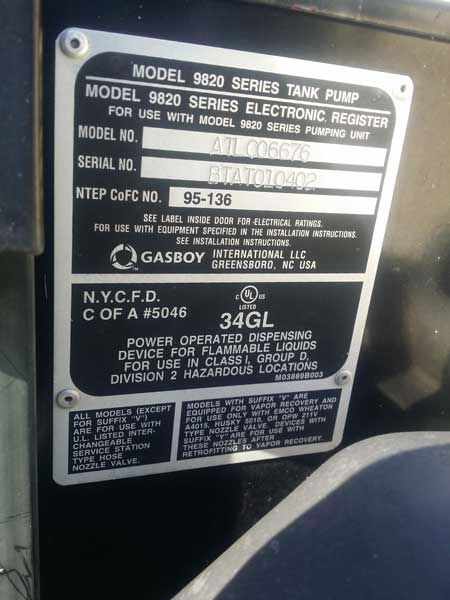 MODEL 9820 SERIES TANK PUMP
MODEL 9820 SERIES ELECTRONIC REGISTER
FOR USE WITH MODEL 9820 SERIES PUMPING UNIT
MODEL NO. ATLC06676
SERIAL NO. BTAT010402
NTEP CofFC NO. 95-136
SEE LABEL INSIDE DOOR FOR ELECTRICAL RATINGS.
FOR USE WITH EQUIPMENT SPECIFIED IN THE INSTALLATION INSTRUCTIONS.
SEE INSTALLATION INSTRUCTIONS.
GASBOY INTERNATIONAL LLC
GREENSBORO, NC USA
N.Y.C.F.D.
C OF A #5046
C UL US
LISTED
34GL
POWER OPERATED DISPENSING
DEVICE FOR FLAMMABLE LIQUIDS
FOR USE IN CLASS I, GROUP D,
DIVISION 2 HAZARDOUS LOCATIONS
M03889B003
ALL MODELS (EXCEPT
FOR SUFFIX "V")
ARE FOR USE WITH
U.L. LISTED INTER-
CHANGEABLE
SERVICE STATION
TYPE HOSE
NOZZLE VALVE.
MODELS WITH SUFFIX "V" ARE
EQUIPPED FOR VAPOR RECOVERY AND
FOR USE ONLY WITH EMCO WHEATON
A4015, HUSKY 5010, OR OPW 211V
TYPE NOZZLE VALVE. MODELS WITH
SUFFIX "Y" ARE FOR USE WITH
THESE NOZZLES AFTER
RETROFITTING TO VAPOR RECOVERY.